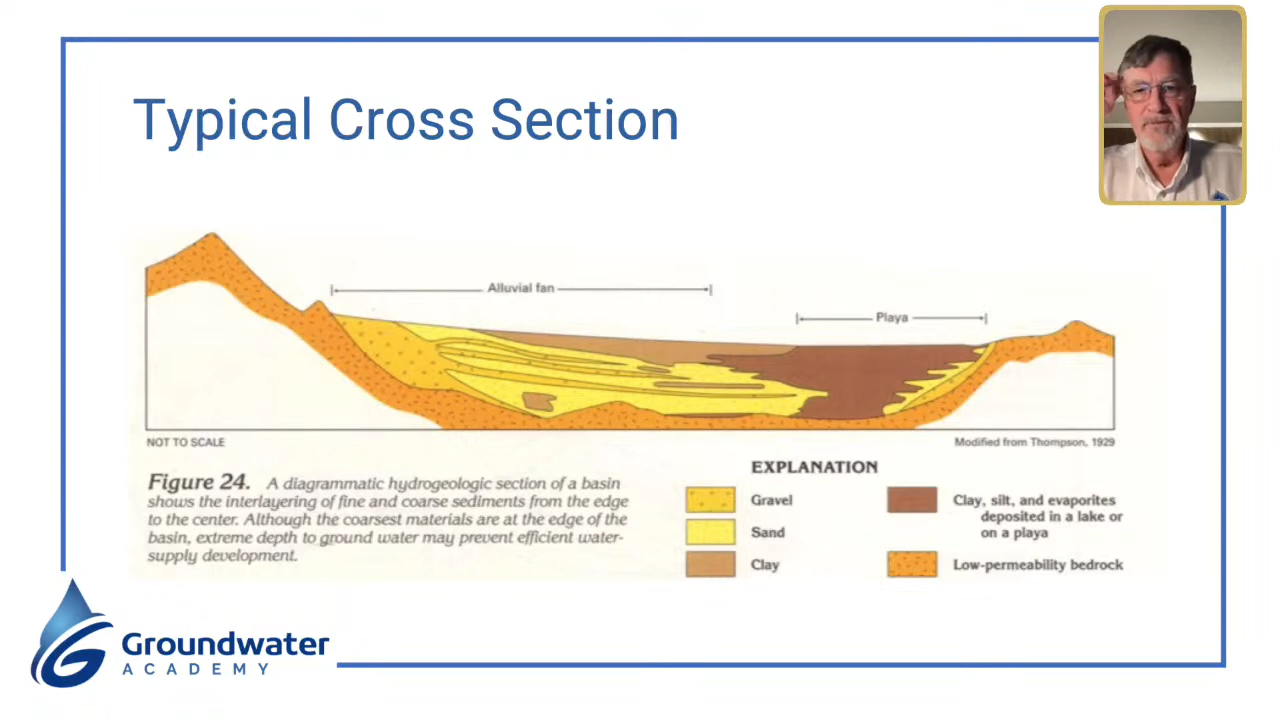 Typical Cross Section
Alluvial fan
Playa
NOT TO SCALE
Modified from Thompson, 1929
Figure 24. A diagrammatic hydrogeologic section of a basin
shows the interlayering of fine and coarse sediments from the edge
to the center. Although the coarsest materials are at the edge of the
basin, extreme depth to ground water may prevent efficient water-
supply development.
EXPLANATION
Gravel
Sand
Clay
Clay, silt, and evaporites
deposited in a lake or
on a playa
Low-permeability bedrock
Groundwater
ACADEMY